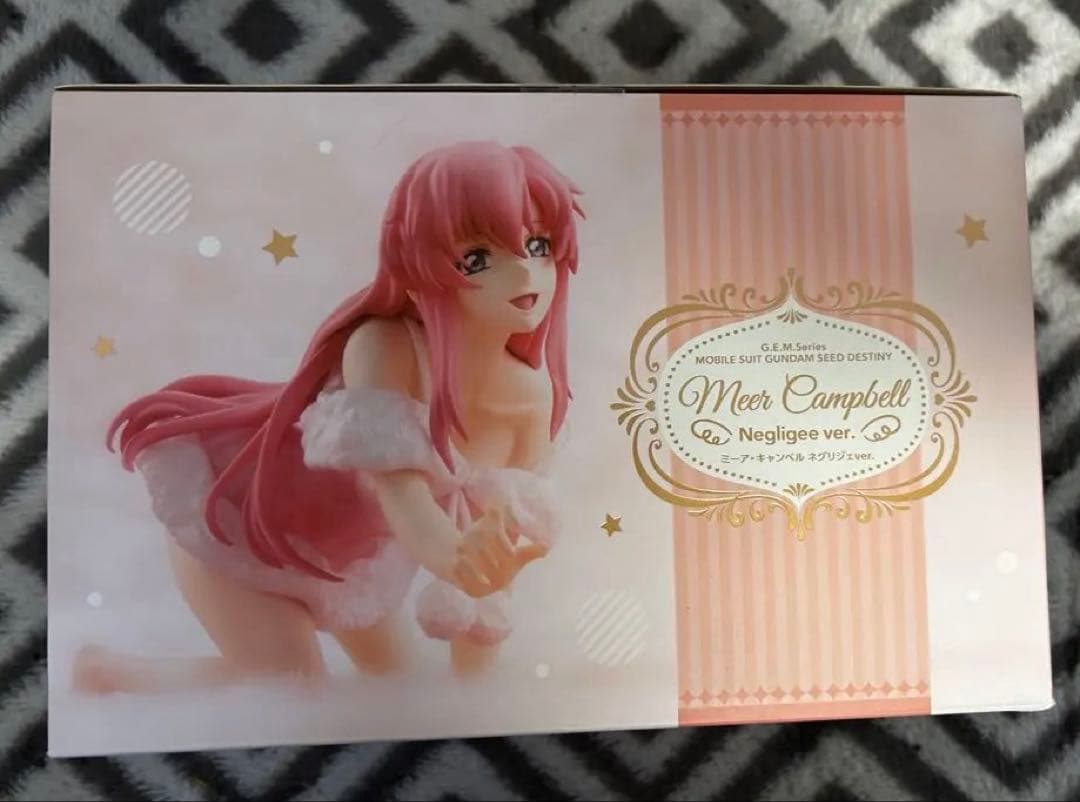 G.E.M.Series
MOBILE SUIT GUNDAM SEED DESTINY
Meer Campbell
Negligee ver.
ミーア・キャンベル ネグリジェver.